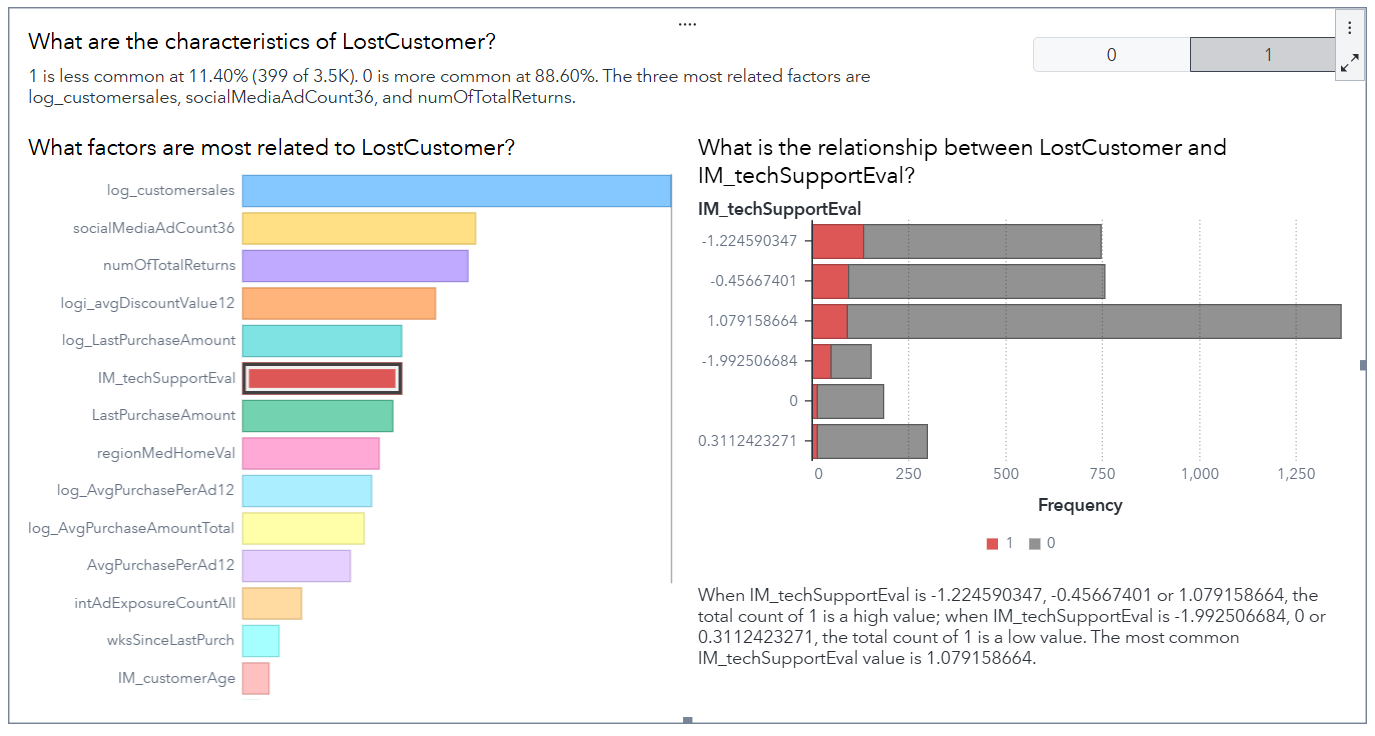 What are the characteristics of LostCustomer?
0
1
1 is less common at 11.40% (399 of 3.5K). 0 is more common at 88.60%. The three most related factors are
log_customersales, socialMediaAdCount36, and numOfTotalReturns.
What factors are most related to LostCustomer?
log_customersales
socialMediaAdCount36
numOfTotalReturns
logi_avgDiscountValue12
log_LastPurchaseAmount
IM_techSupportEval
LastPurchaseAmount
regionMedHomeVal
log_AvgPurchasePerAd12
log_AvgPurchaseAmountTotal
AvgPurchasePerAd12
intAdExposureCountAll
wksSinceLastPurch
IM_customerAge
What is the relationship between LostCustomer and
IM_techSupportEval?
IM_techSupportEval
-1.224590347
-0.45667401
1.079158664
-1.992506684
0
0.3112423271
0 250 500 750 1,000 1,250
Frequency
1 0
When IM_techSupportEval is -1.224590347, -0.45667401 or 1.079158664, the
total count of 1 is a high value; when IM_techSupportEval is -1.992506684, 0 or
0.3112423271, the total count of 1 is a low value. The most common
IM_techSupportEval value is 1.079158664.